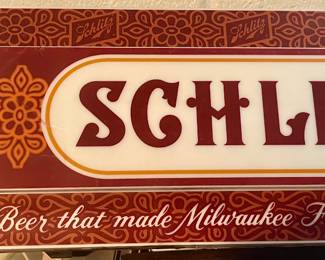 Schlitz Schlitz
SCHL
Beer that made Milwaukee F